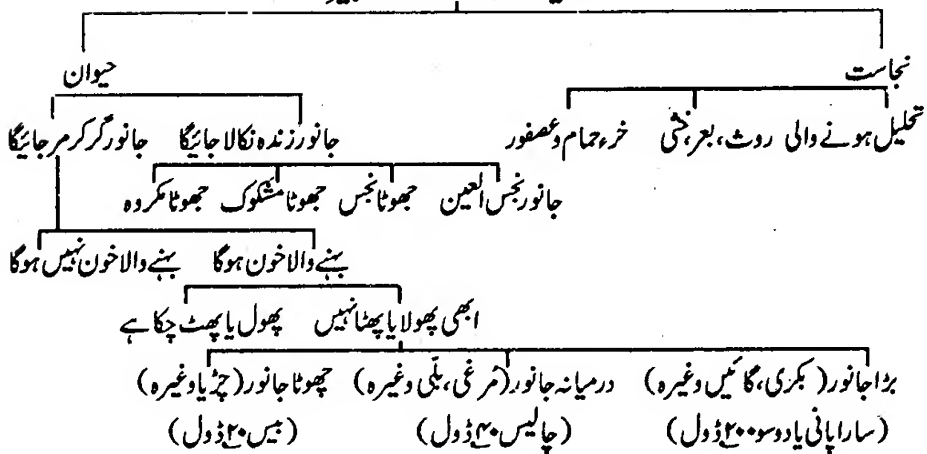 نجاست حیوان
تحلیل ہونے والی روث، بعر، خثی خرء حمام و عصفور جانور زندہ نکالا جائیگا جانور گر کر مر جائیگا
جانور نجس العین جھوٹا نجس جھوٹا مشکوک جھوٹا مکروہ
بہنے والا خون ہوگا بہنے والا خون نہیں ہوگا
ابھی پھولا یا پھٹا نہیں پھول یا پھٹ چکا ہے
بڑا جانور (بکری، گائیں وغیرہ) درمیانہ جانور (مرغی، بلّی وغیرہ) چھوٹا جانور (چڑیا وغیرہ)
(سارا پانی یا دوسو ۲۰۰ ڈول) (چالیس ۴۰ ڈول) (بیس ۲۰ ڈول)